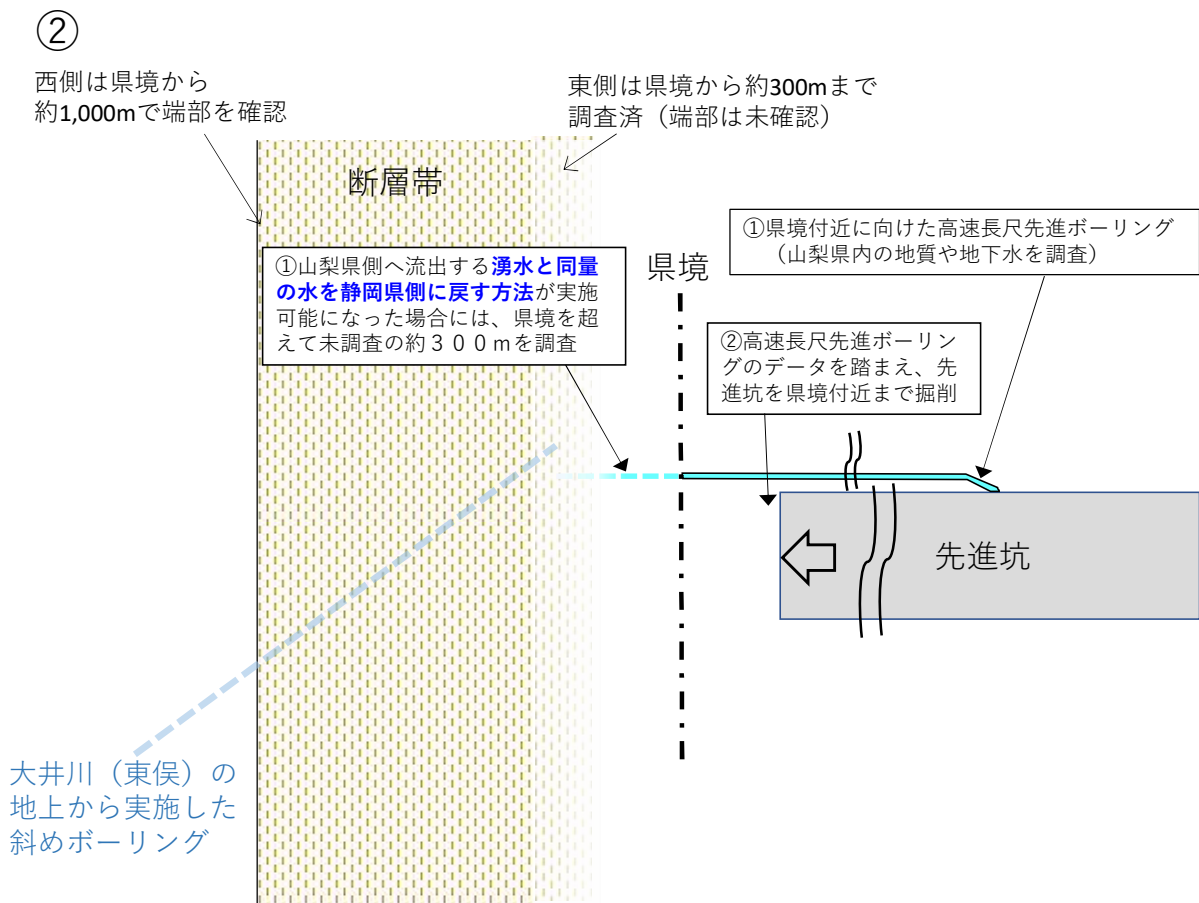 ②
西側は県境から
約1,000mで端部を確認
東側は県境から約300mまで
調査済（端部は未確認）
断層帯
①県境付近に向けた高速長尺先進ボーリング
（山梨県内の地質や地下水を調査）
①山梨県側へ流出する湧水と同量
の水を静岡県側に戻す方法が実施
可能になった場合には、県境を超
えて未調査の約３００ｍを調査
県境
②高速長尺先進ボーリン
グのデータを踏まえ、先
進坑を県境付近まで掘削
先進坑
大井川（東俣）の
地上から実施した
斜めボーリング